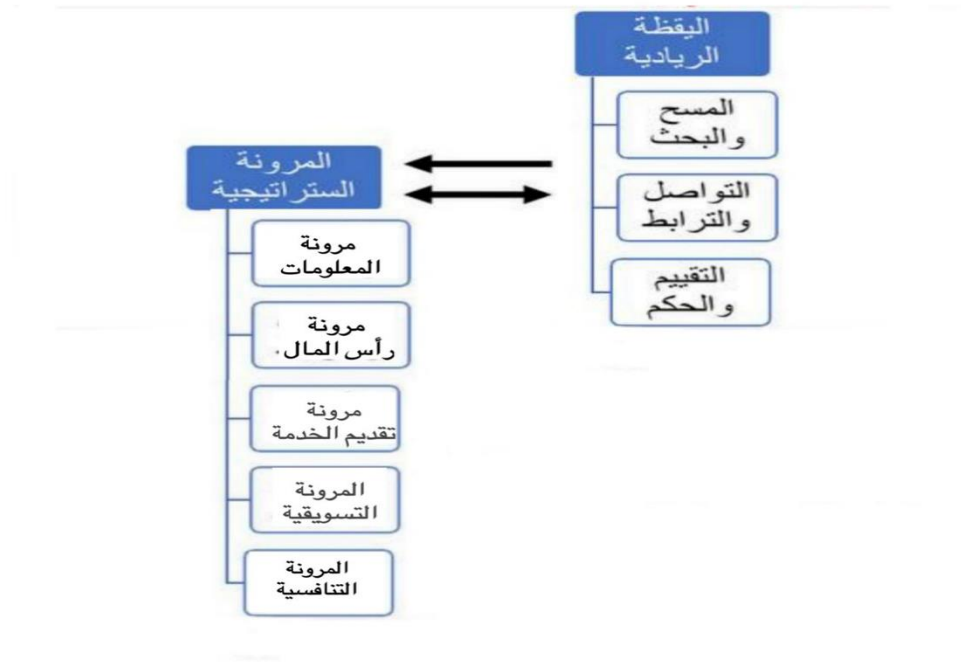 اليقظة
الريادية
المسح
والبحث
التواصل
والترابط
التقييم
والحكم
المرونة
الستراتيجية
مرونة
المعلومات
مرونة
رأس المال
مرونة
تقديم الخدمة
المرونة
التسويقية
المرونة
التنافسية